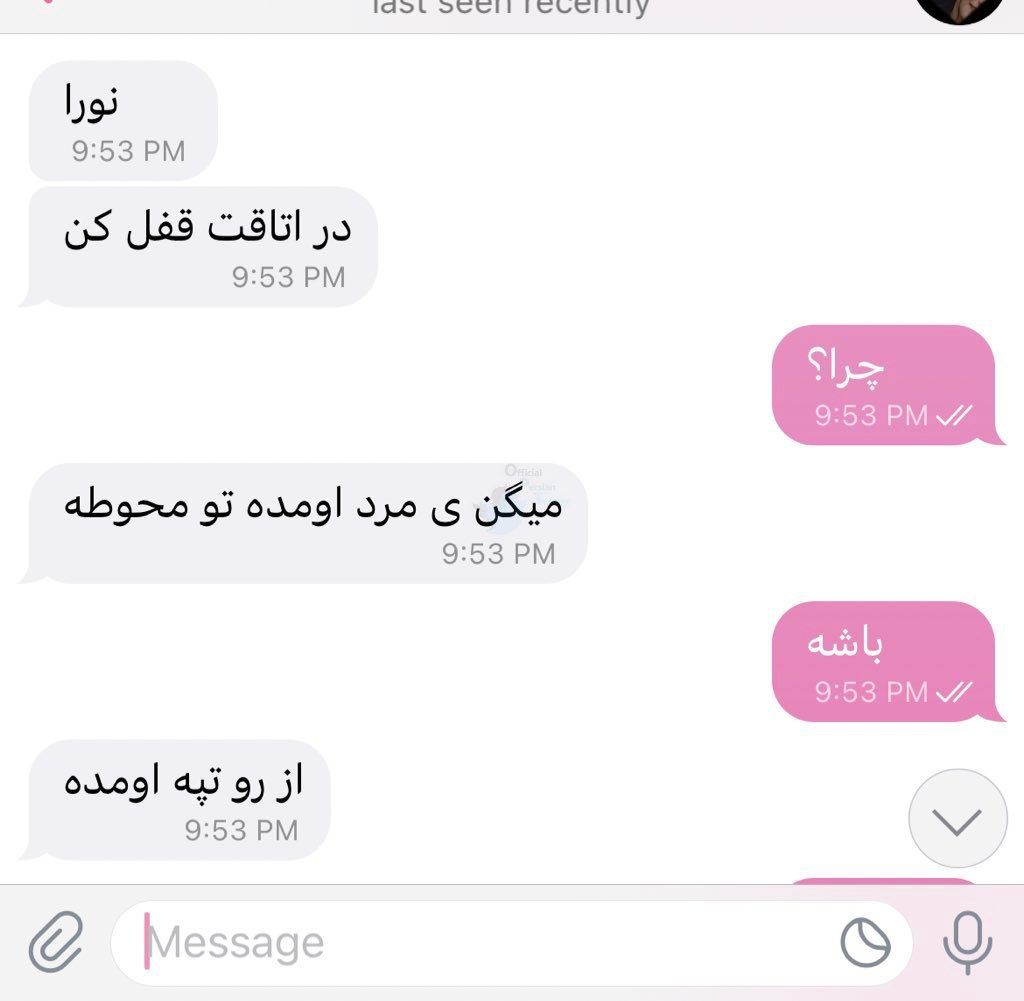 last seen recently
نورا
9:53 PM
در اتاقت قفل کن
9:53 PM
چرا؟
9:53 PM
میگن ی مرد اومده تو محوطه
9:53 PM
Official
Persian
باشه
9:53 PM
از رو تپه اومده
9:53 PM
Message